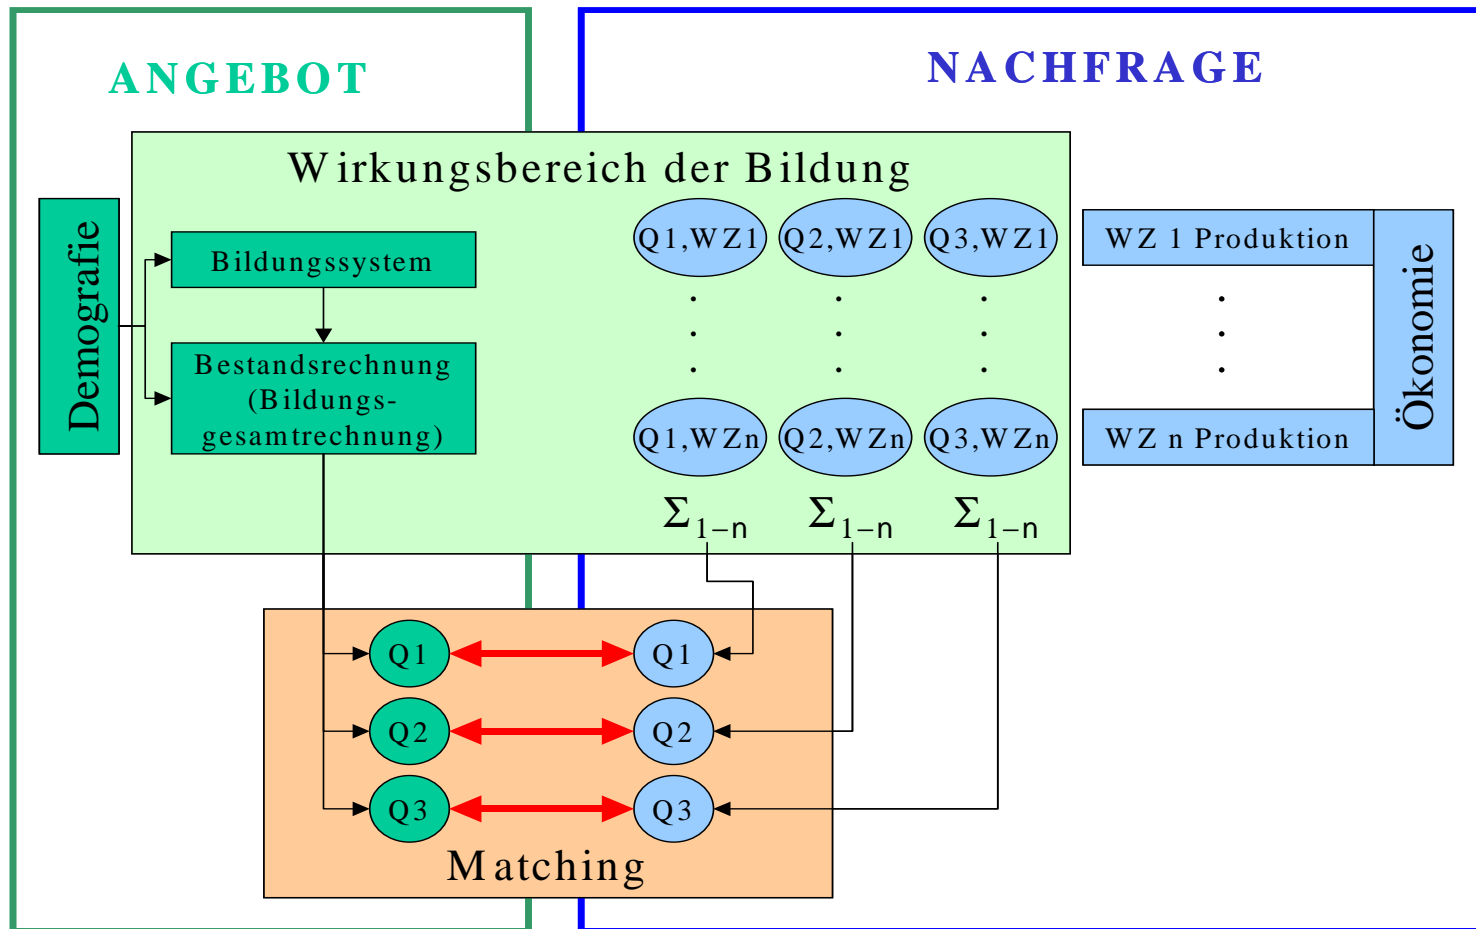 ANGEBOT
NACHFRAGE
Wirkungsbereich der Bildung
Demografie
Bildungssystem
Bestandsrechnung
(Bildungs-
gesamtrechnung)
Q1,WZ1 Q2,WZ1 Q3,WZ1
Q1,WZn Q2,WZn Q3,WZn
Σ1–n Σ1–n Σ1–n
WZ 1 Produktion
WZ n Produktion
Ökonomie
Q1 Q1
Q2 Q2
Q3 Q3
Matching